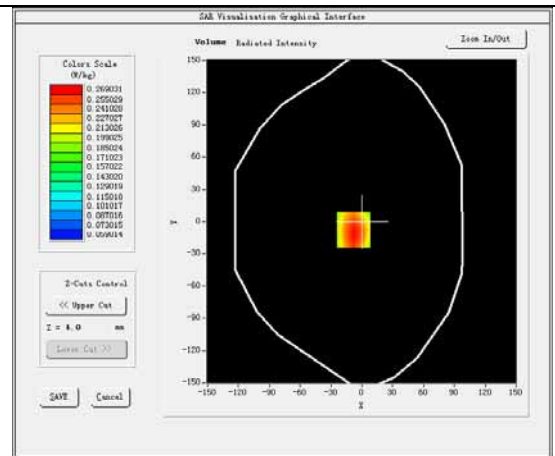 SAR Visualisation Graphical Interface
Volume Radiated Intensity
Zoom In/Out
Colors Scale
(W/kg)
0.269031
0.255029
0.241028
0.227027
0.213026
0.199025
0.185024
0.171023
0.157022
0.143020
0.129019
0.115018
0.101017
0.087016
0.073015
0.059014
Z-Cuts Control
<< Upper Cut
Z = 4.0 mm
Lower Cut >>
SAVE
Cancel
150
120
90
60
30
0
-30
-60
-90
-120
-150
Y
-150 -120 -90 -60 -30 0 30 60 90 120 150
X